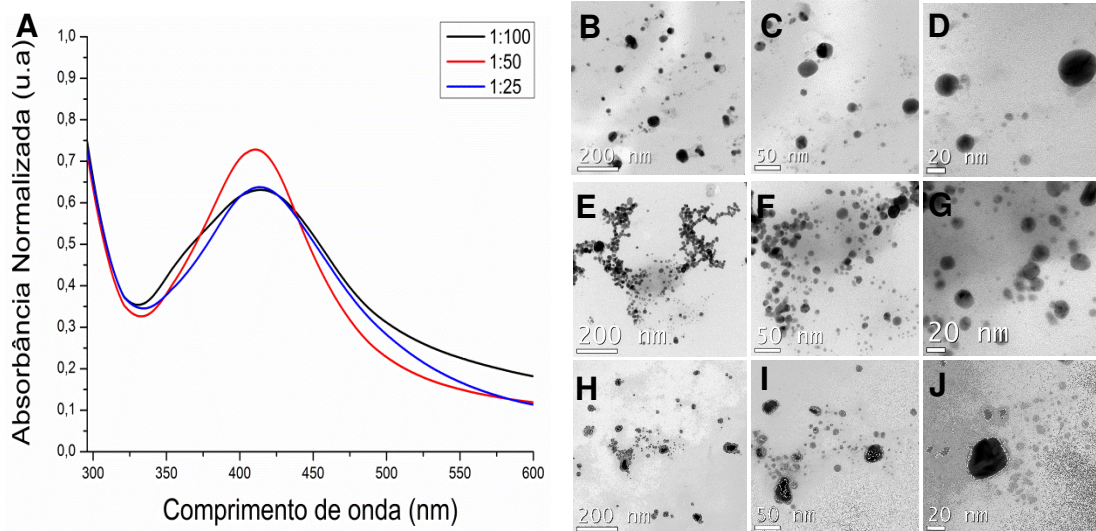 A
Absorbância Normalizada (u.a)
1,0
0,9
0,8
0,7
0,6
0,5
0,4
0,3
0,2
0,1
0,0
300
350
400
450
500
550
600
Comprimento de onda (nm)
1:100
1:50
1:25
B
200 nm
C
50 nm
D
20 nm
E
200 nm
F
50 nm
G
20 nm
H
200 nm
I
50 nm
J
20 nm